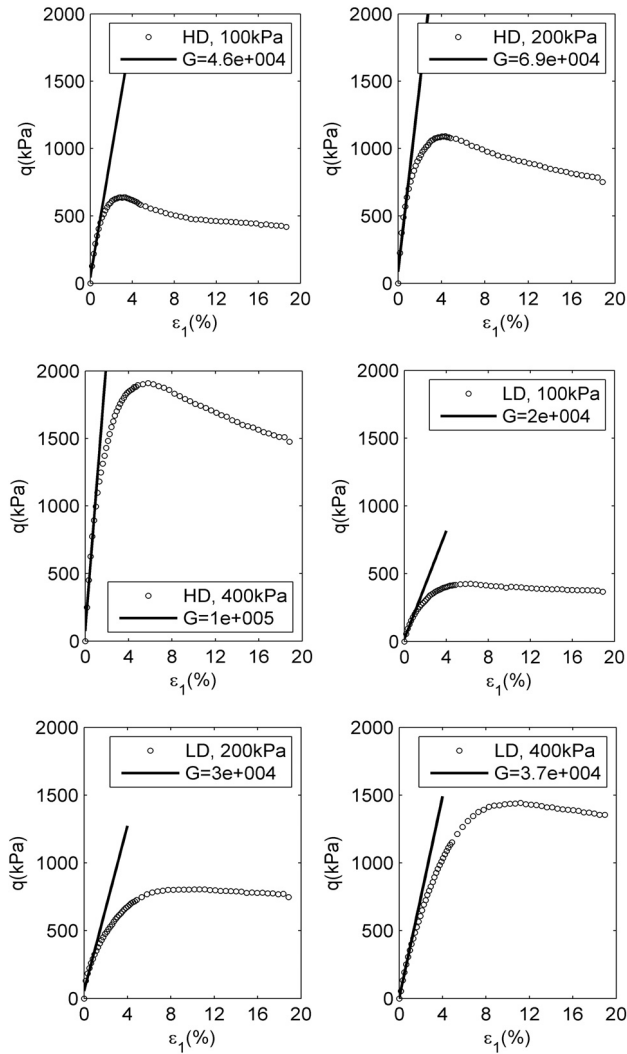 2000
1500
1000
500
0
q(kPa)
HD, 100kPa
G=4.6e+004
0 4 8 12 16 20
ε1(%)
2000
1500
1000
500
0
q(kPa)
HD, 200kPa
G=6.9e+004
0 4 8 12 16 20
ε1(%)
2000
1500
1000
500
0
q(kPa)
HD, 400kPa
G=1e+005
0 4 8 12 16 20
ε1(%)
2000
1500
1000
500
0
q(kPa)
LD, 100kPa
G=2e+004
0 4 8 12 16 20
ε1(%)
2000
1500
1000
500
0
q(kPa)
LD, 200kPa
G=3e+004
0 4 8 12 16 20
ε1(%)
2000
1500
1000
500
0
q(kPa)
LD, 400kPa
G=3.7e+004
0 4 8 12 16 20
ε1(%)